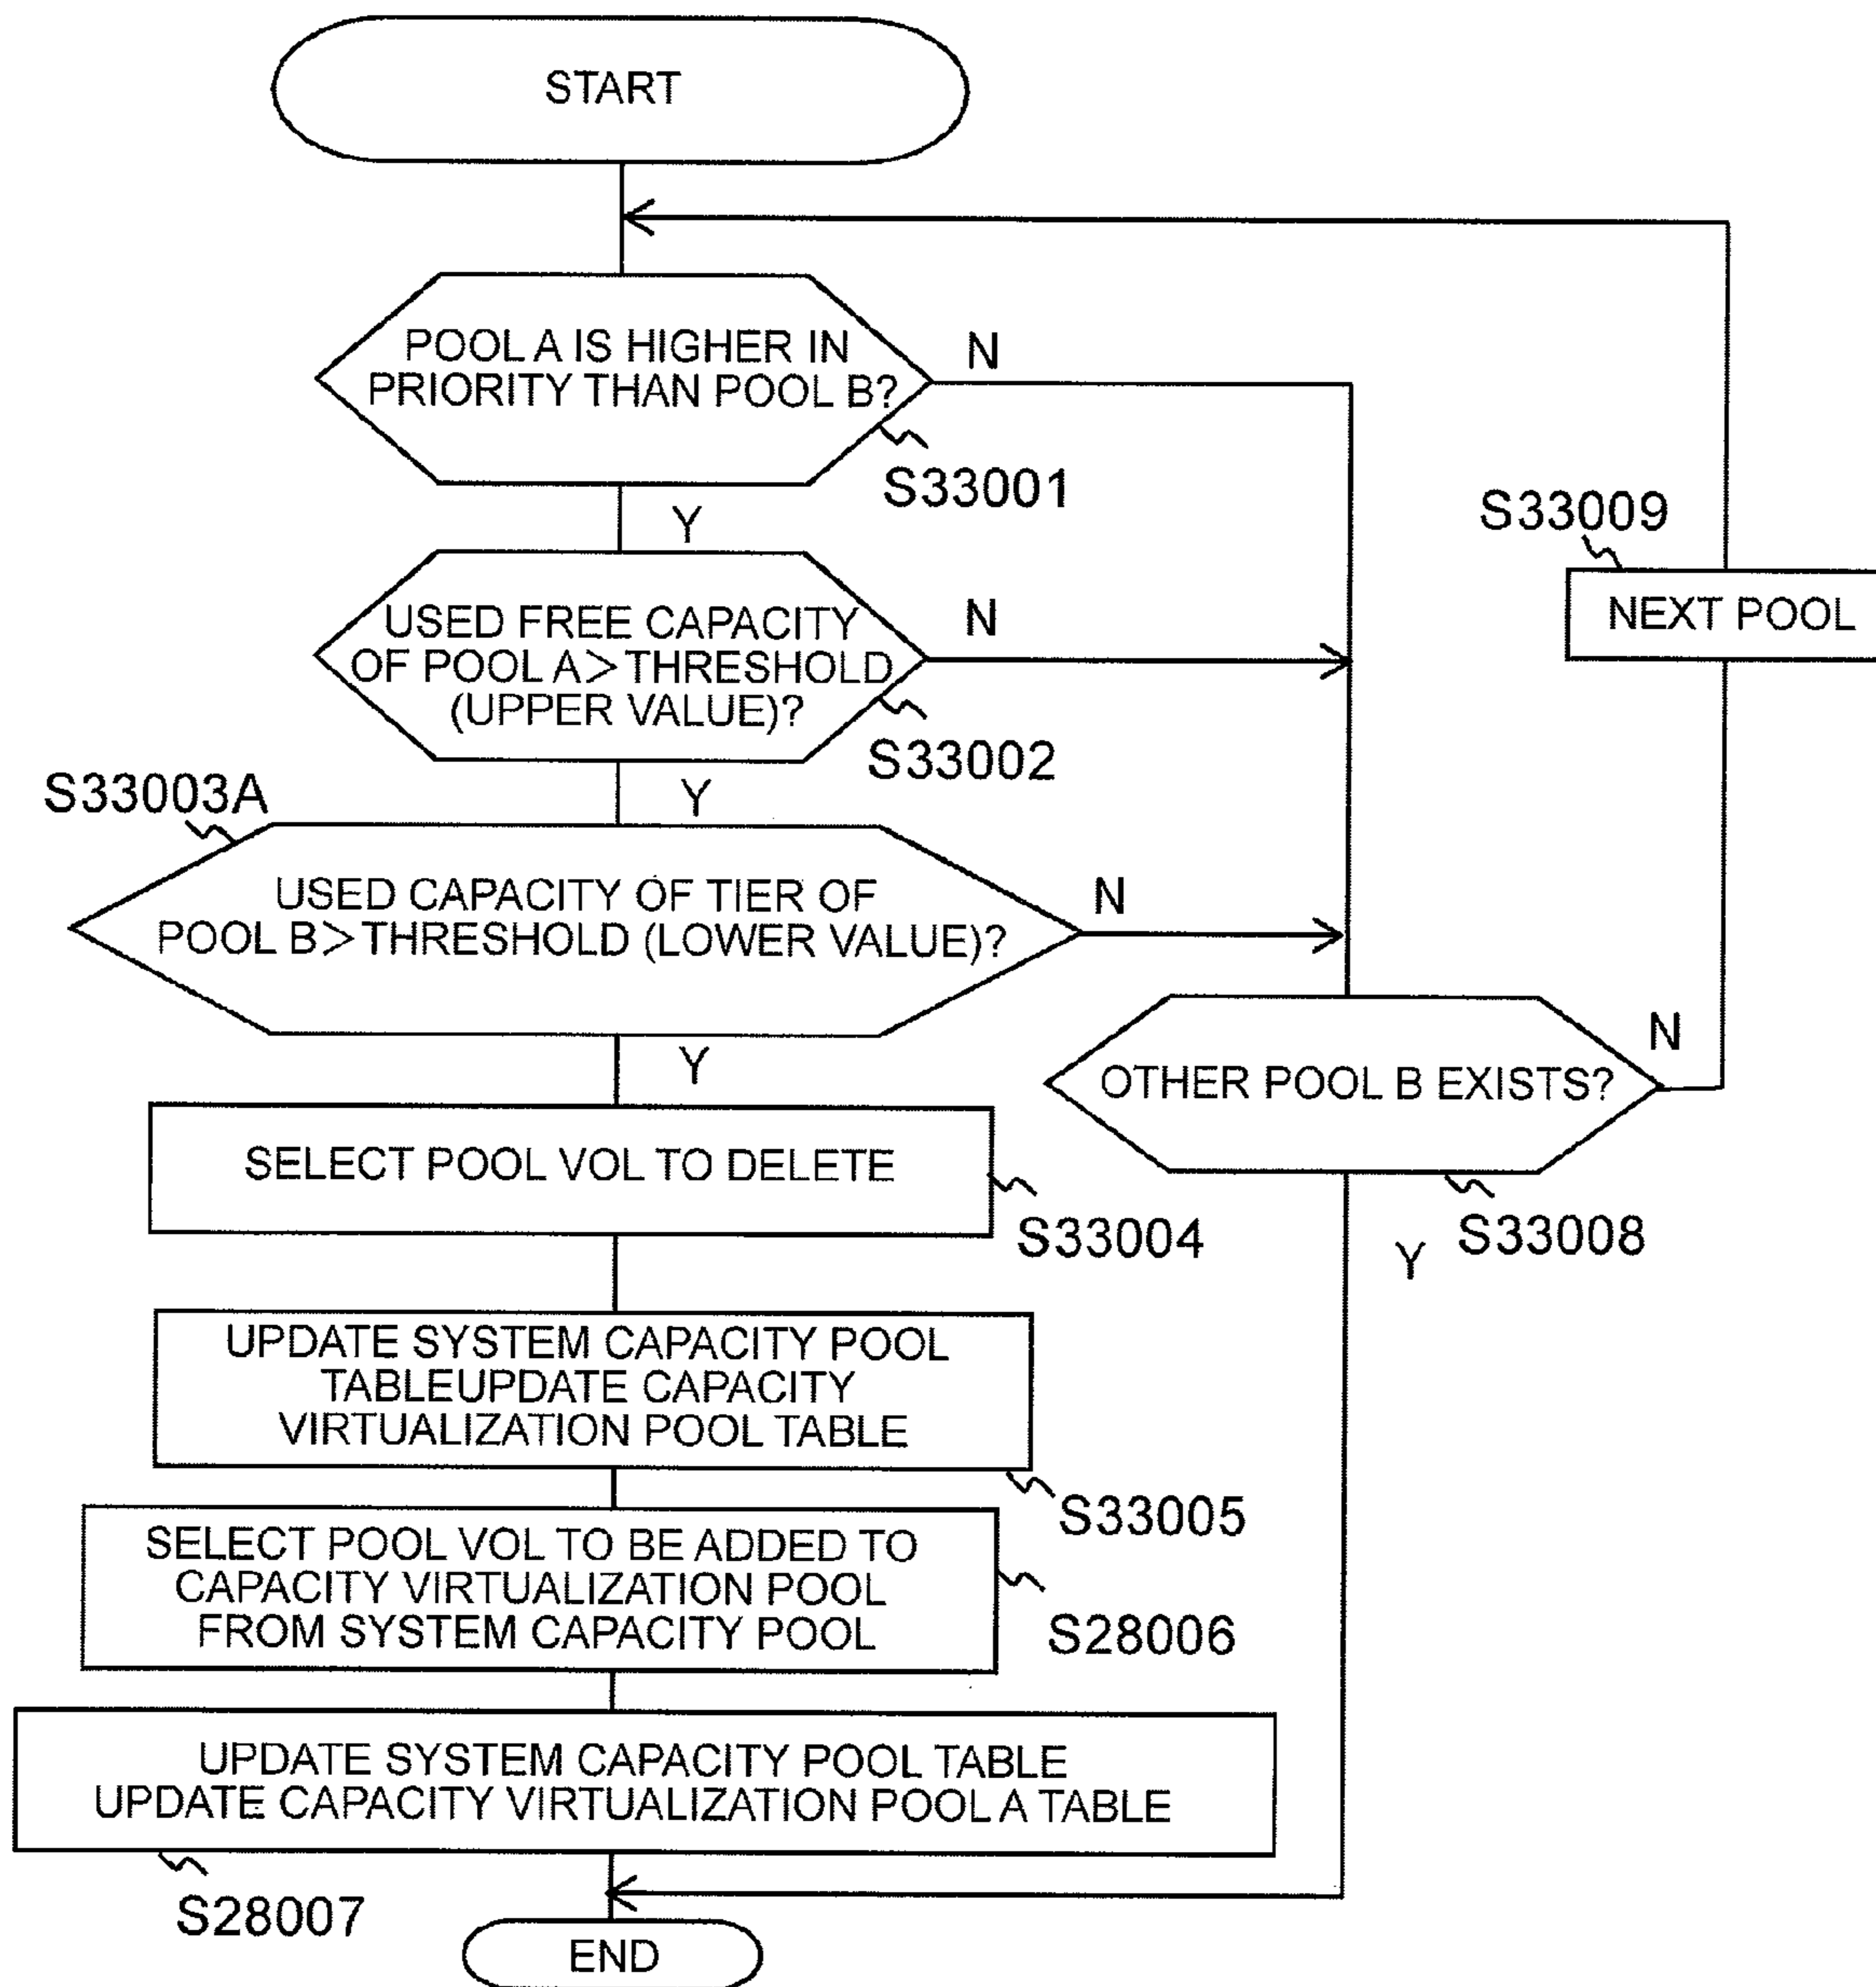 START
POOL A IS HIGHER IN
PRIORITY THAN POOL B?
N
S33001
Y
S33009
NEXT POOL
USED FREE CAPACITY
OF POOL A>THRESHOLD
(UPPER VALUE)?
N
S33002
Y
S33003A
USED CAPACITY OF TIER OF
POOL B>THRESHOLD (LOWER VALUE)?
N
Y
OTHER POOL B EXISTS?
N
S33008
Y
SELECT POOL VOL TO DELETE
S33004
UPDATE SYSTEM CAPACITY POOL
TABLEUPDATE CAPACITY
VIRTUALIZATION POOL TABLE
S33005
SELECT POOL VOL TO BE ADDED TO
CAPACITY VIRTUALIZATION POOL
FROM SYSTEM CAPACITY POOL
S28006
UPDATE SYSTEM CAPACITY POOL TABLE
UPDATE CAPACITY VIRTUALIZATION POOL A TABLE
S28007
END